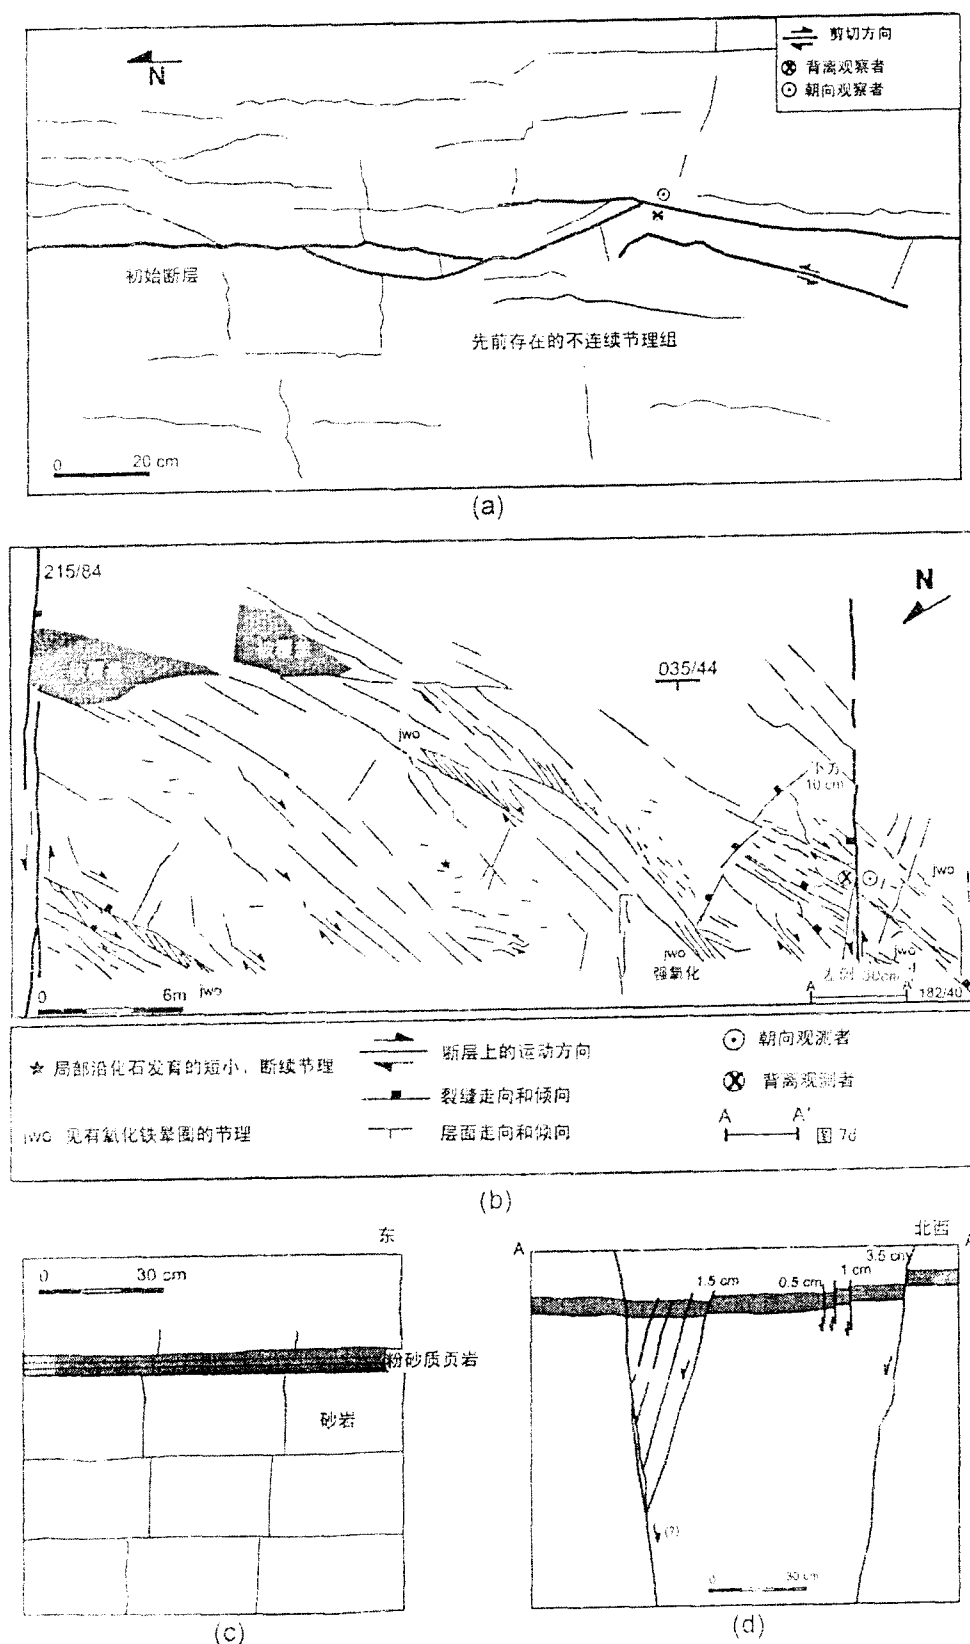 剪切方向
背离观察者
朝向观察者
N
初始断层
先前存在的不连续节理组
0 20 cm
(a)
215/84
N
035/44
jwo
下方
10 cm
jwo
jwo
强氧化
jwo
左侧 30cm
A A'
182/40
0 6m
jwo
局部沿化石发育的短小、断续节理
断层上的运动方向
朝向观测者
裂缝走向和倾向
背离观测者
jwo 见有氧化铁晕圈的节理
层面走向和倾向
A A'
图 7d
(b)
东
0 30 cm
粉砂质页岩
砂岩
(c)
北西
A
3.5 cm
1 cm
0.5 cm
1.5 cm
(?)
0 30 cm
(d)